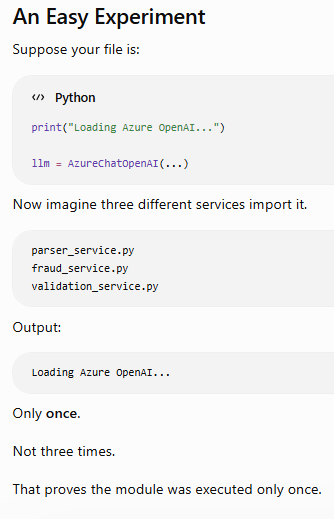 An Easy Experiment
Suppose your file is:
</> Python
print("Loading Azure OpenAI...")
llm = AzureChatOpenAI(...)
Now imagine three different services import it.
parser_service.py
fraud_service.py
validation_service.py
Output:
Loading Azure OpenAI...
Only once.
Not three times.
That proves the module was executed only once.